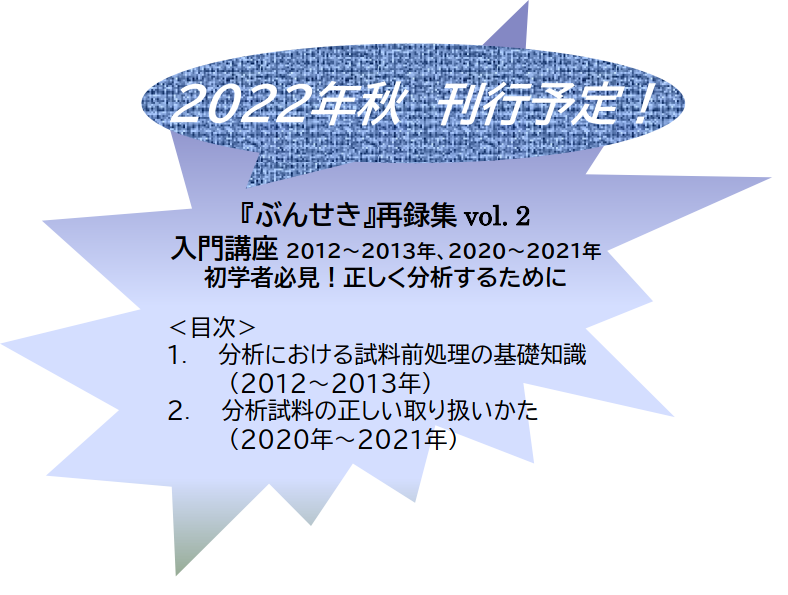 2022年秋　刊行予定！
『ぶんせき』再録集 vol. 2
入門講座 2012～2013年、2020～2021年
初学者必見！正しく分析するために
＜目次＞
1.　分析における試料前処理の基礎知識
（2012～2013年）
2.　分析試料の正しい取り扱いかた
（2020年～2021年）